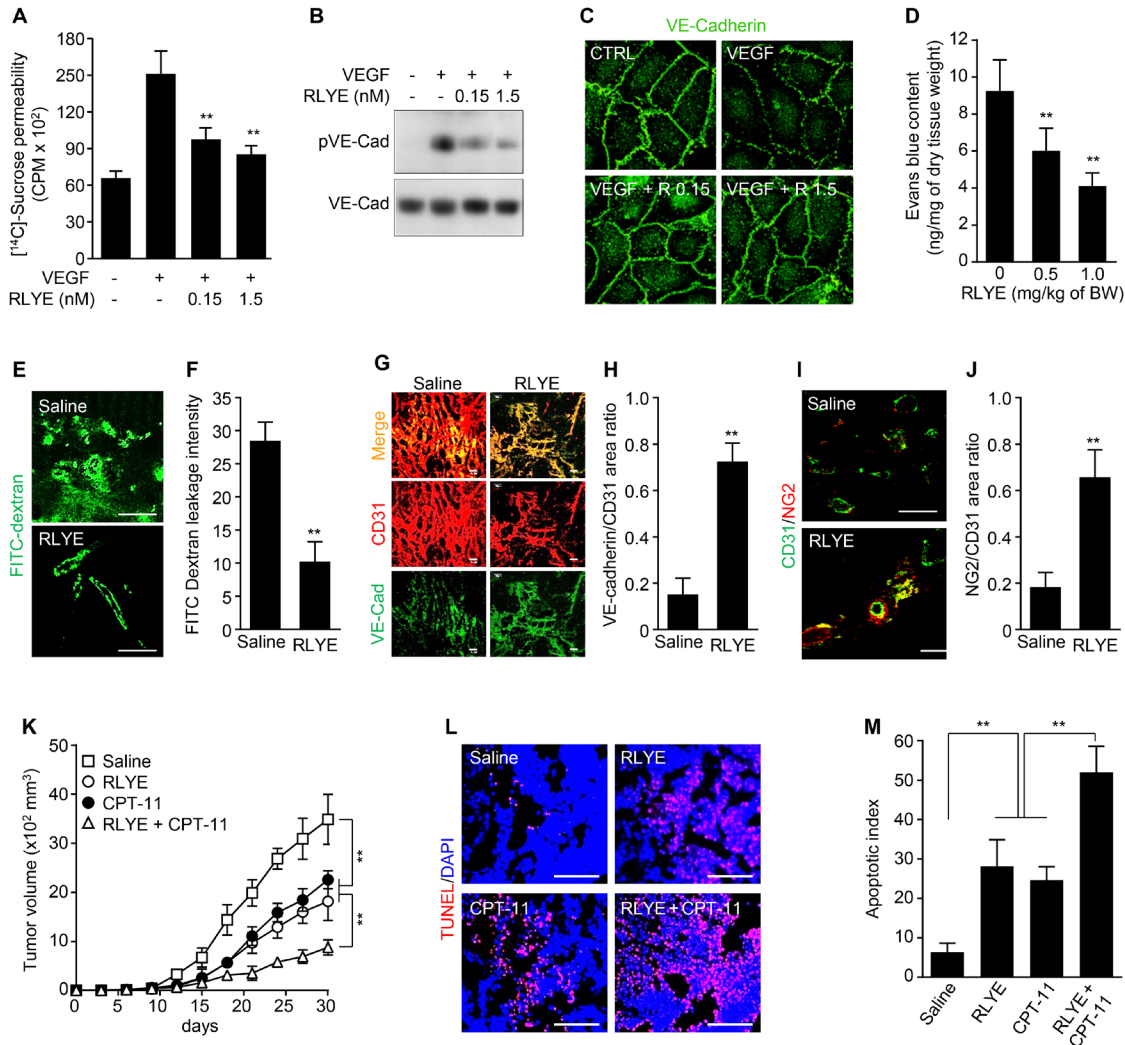 A
[¹⁴C]-Sucrose permeability
(CPM x 10²)
180
250
120
90
60
30
0
**
**
VEGF - + + +
RLYE (nM) - - 0.15 1.5
B
VEGF - + + +
RLYE (nM) - - 0.15 1.5
pVE-Cad
VE-Cad
C
VE-Cadherin
CTRL
VEGF
VEGF + R 0.15
VEGF + R 1.5
D
Evans blue content
(ng/mg of dry tissue weight)
12
10
8
6
4
2
0
**
**
0 0.5 1.0
RLYE (mg/kg of BW)
E
FITC-dextran
Saline
RLYE
F
FITC Dextran leakage intensity
35
30
25
20
15
10
5
0
**
Saline RLYE
G
Saline RLYE
Merge
CD31
VE-Cad
H
VE-cadherin/CD31 area ratio
1.0
0.8
0.6
0.4
0.2
0
**
Saline RLYE
I
CD31/NG2
Saline
RLYE
J
NG2/CD31 area ratio
1.0
0.8
0.6
0.4
0.2
0
**
Saline RLYE
K
Tumor volume (x10² mm³)
50
40
30
20
10
0
Saline
RLYE
CPT-11
RLYE + CPT-11
**
**
0 5 10 15 20 25 30
days
L
TUNEL/DAPI
Saline
RLYE
CPT-11
RLYE + CPT-11
M
Apoptotic index
60
50
40
30
20
10
0
** **
Saline
RLYE
CPT-11
RLYE +
CPT-11